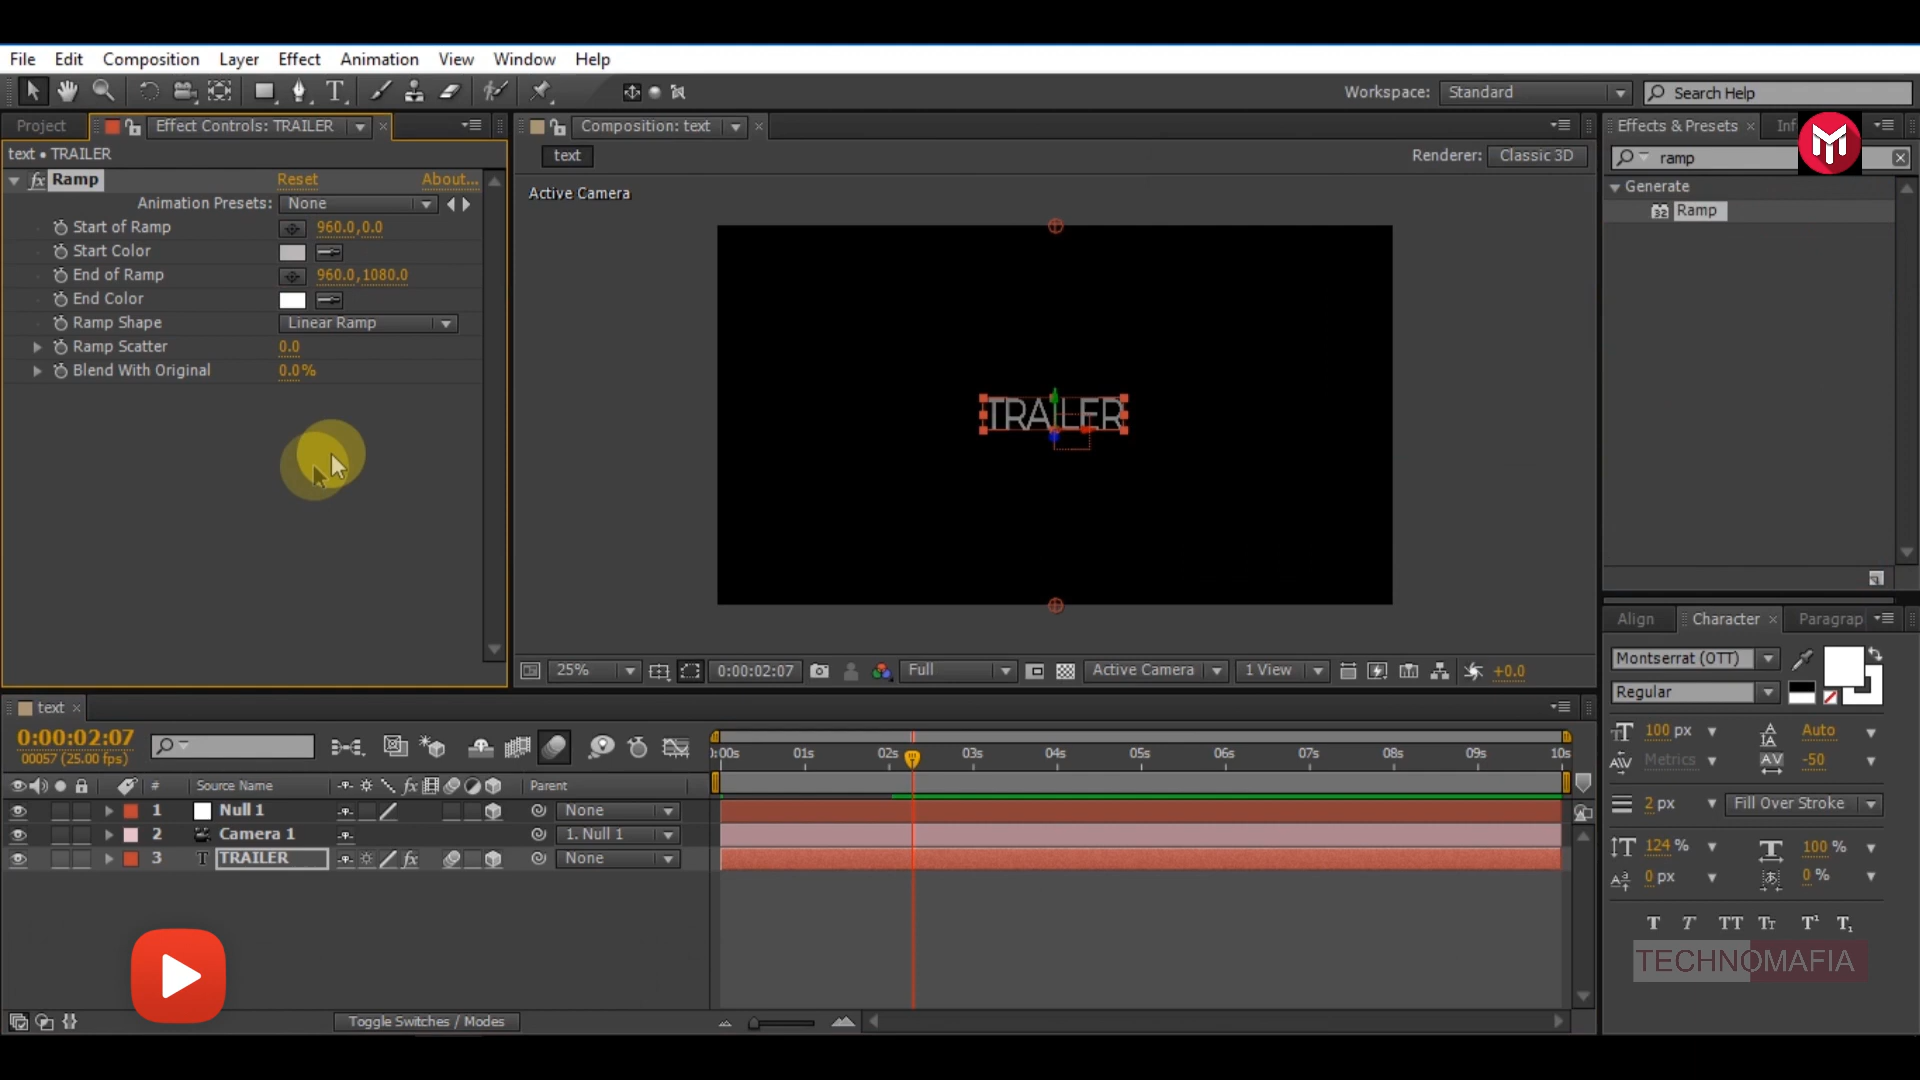 File Edit Composition Layer Effect Animation View Window Help
Workspace: Standard Search Help
Project Effect Controls: TRAILER
text • TRAILER
fx Ramp Reset About...
Animation Presets: None
Start of Ramp 960.0,0.0
Start Color
End of Ramp 960.0,1080.0
End Color
Ramp Shape Linear Ramp
Ramp Scatter 0.0
Blend With Original 0.0%
Composition: text
text
Renderer: Classic 3D
Active Camera
TRAILER
25% 0:00:02:07 Full Active Camera 1 View +0.0
Effects & Presets
ramp
Generate
32 Ramp
Align Character Paragrap
Montserrat (OTT)
Regular
100 px Auto
Metrics -50
2 px Fill Over Stroke
124 % 100 %
0 px 0 %
T T TT Tт T¹ T₁
TECHNOMAFIA
text
0:00:02:07
00057 (25.00 fps)
:00s 01s 02s 03s 04s 05s 06s 07s 08s 09s 10s
# Source Name Parent
1 Null 1 None
2 Camera 1 1. Null 1
3 T TRAILER fx None
Toggle Switches / Modes